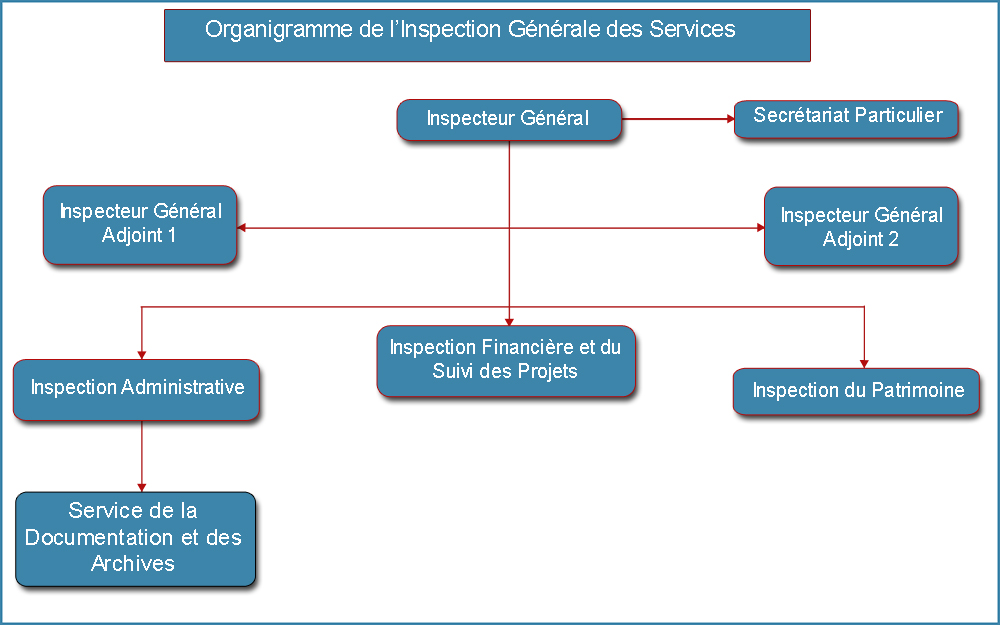 Organigramme de l’Inspection Générale des Services
Inspecteur Général
Secrétariat Particulier
Inspecteur Général
Adjoint 1
Inspecteur Général
Adjoint 2
Inspection Financière et du
Suivi des Projets
Inspection Administrative
Inspection du Patrimoine
Service de la
Documentation et des
Archives